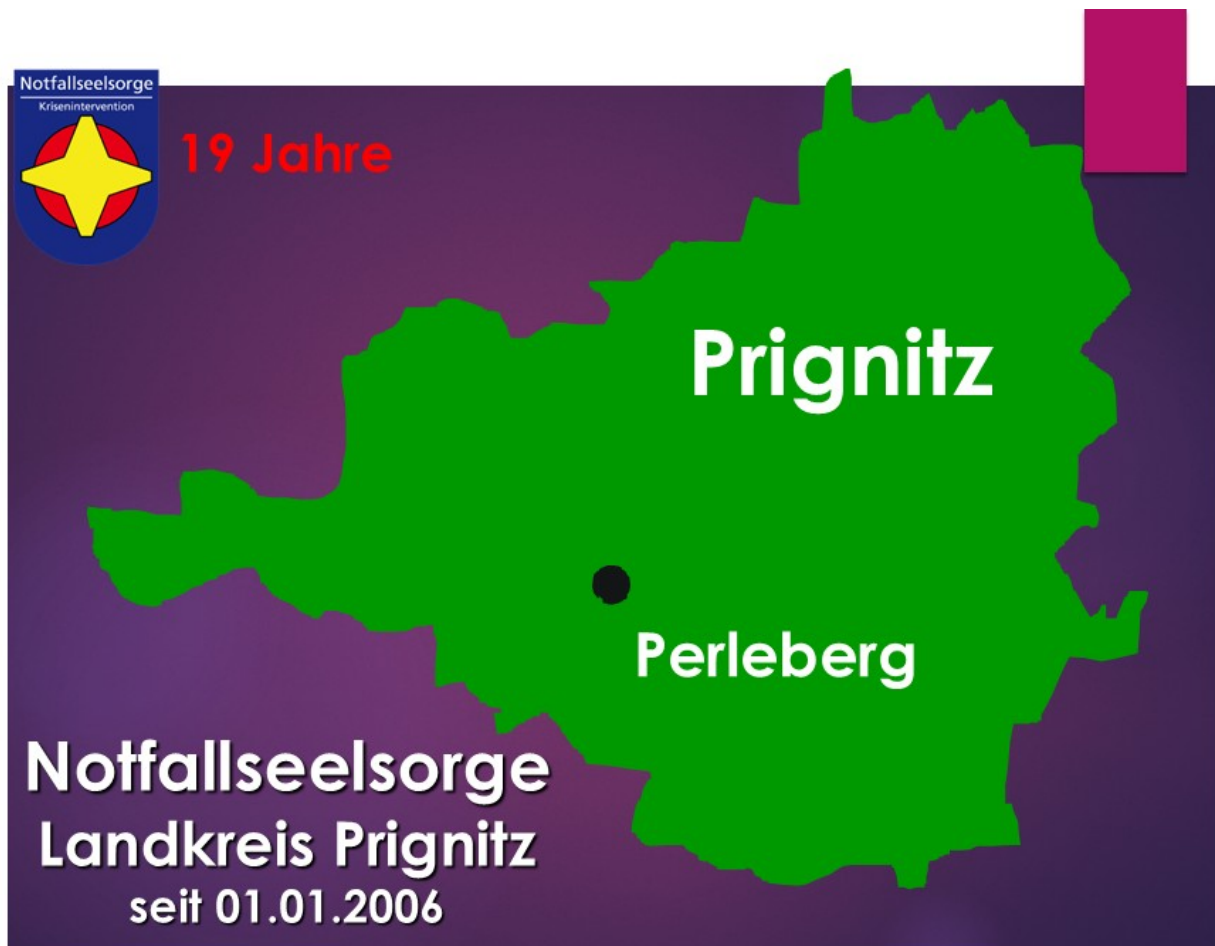 Notfallseelsorge
Krisenintervention
19 Jahre
Prignitz
Perleberg
Notfallseelsorge
Landkreis Prignitz
seit 01.01.2006